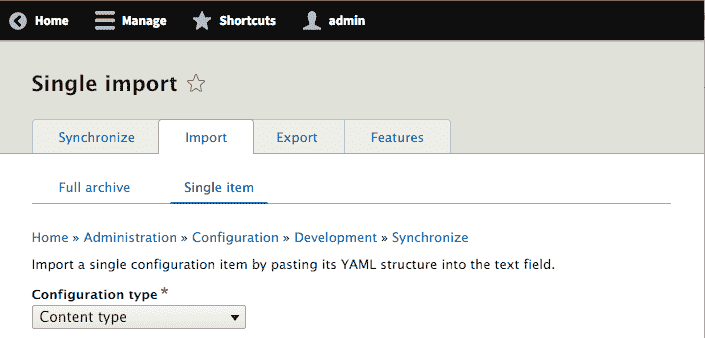 Home Manage Shortcuts admin
Single import
Synchronize Import Export Features
Full archive Single item
Home » Administration » Configuration » Development » Synchronize
Import a single configuration item by pasting its YAML structure into the text field.
Configuration type *
Content type